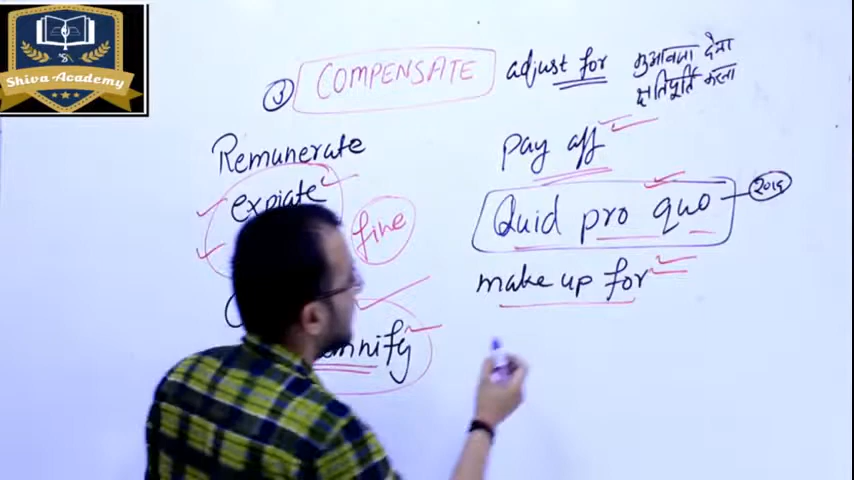 Shiva Academy
③ COMPENSATE adjust for मुआवजा देना
क्षतिपूर्ति करना
Remunerate
expiate
fine
Pay off
Quid pro quo
make up for